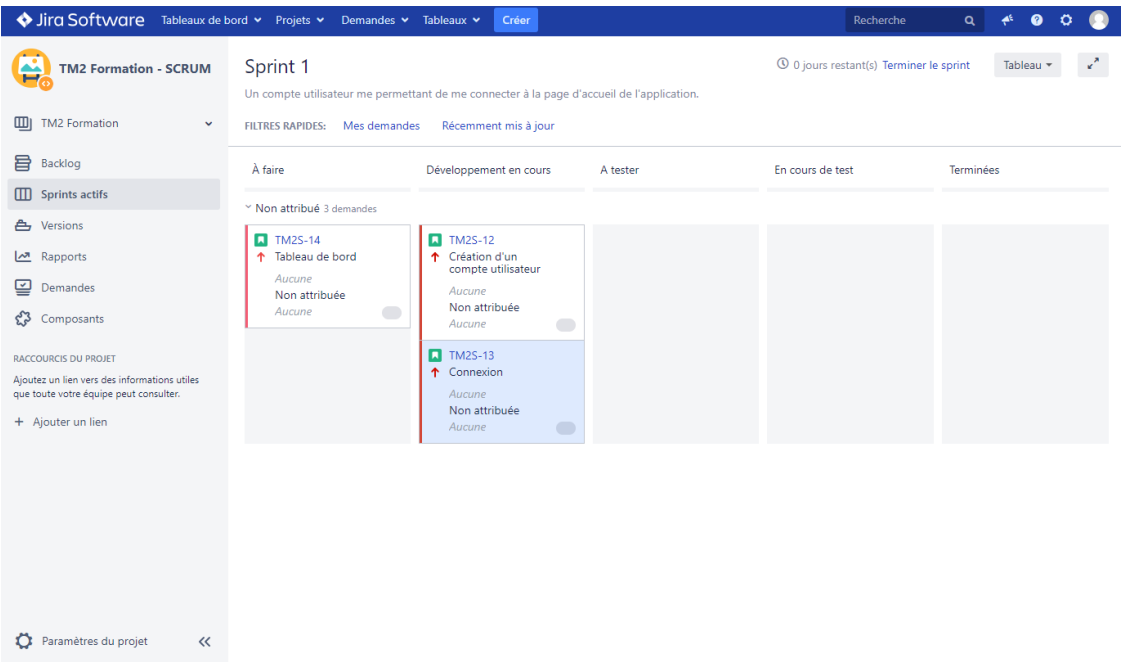 Jira Software Tableaux de bord Projets Demandes Tableaux Créer Recherche
TM2 Formation - SCRUM
TM2 Formation
Backlog
Sprints actifs
Versions
Rapports
Demandes
Composants
RACCOURCIS DU PROJET
Ajoutez un lien vers des informations utiles
que toute votre équipe peut consulter.
+ Ajouter un lien
Paramètres du projet
Sprint 1
0 jours restant(s) Terminer le sprint Tableau
Un compte utilisateur me permettant de me connecter à la page d'accueil de l'application.
FILTRES RAPIDES: Mes demandes Récemment mis à jour
À faire Développement en cours A tester En cours de test Terminées
Non attribué 3 demandes
TM2S-14
Tableau de bord
Aucune
Non attribuée
Aucune
TM2S-12
Création d'un
compte utilisateur
Aucune
Non attribuée
Aucune
TM2S-13
Connexion
Aucune
Non attribuée
Aucune